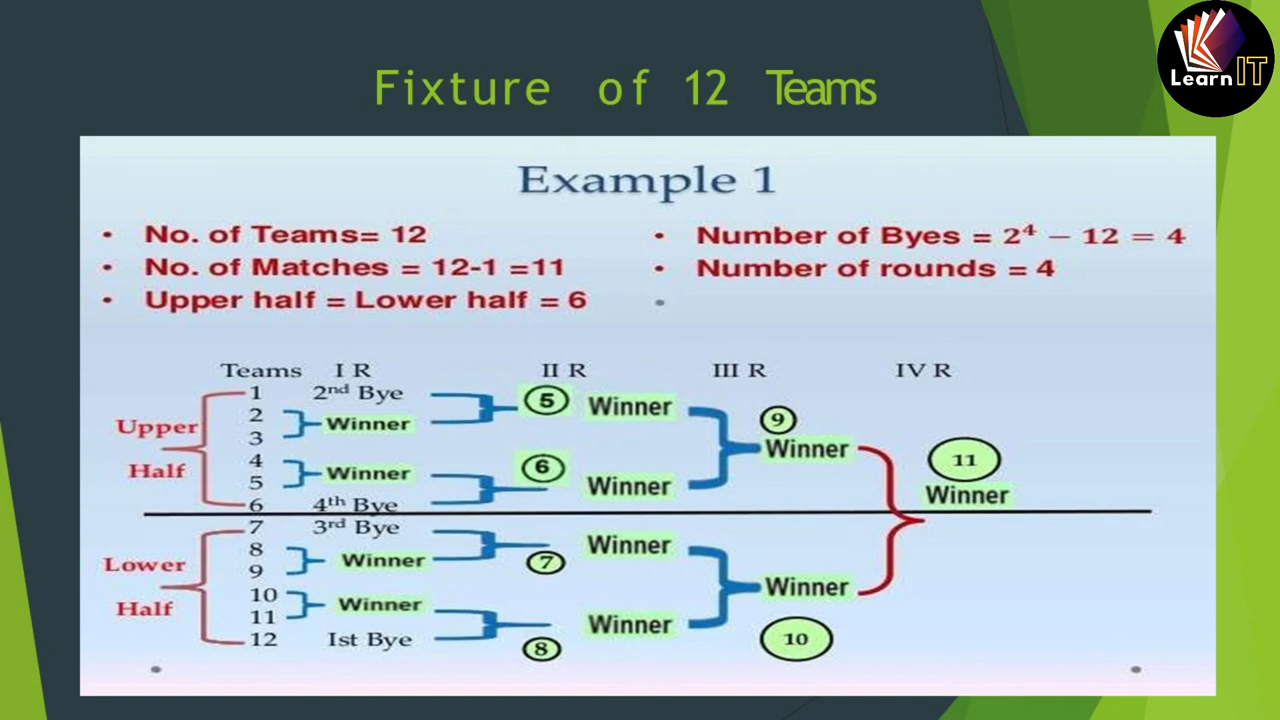 Learn IT
Fixture of 12 Teams
Example 1
• No. of Teams= 12
• No. of Matches = 12-1 =11
• Upper half = Lower half = 6
• Number of Byes = 2⁴ − 12 = 4
• Number of rounds = 4
Teams I R II R III R IV R
1 2nd Bye
5 Winner
2
Upper Winner
3
9
Winner
4
Half Winner
5
6 Winner
6 4th Bye
11
Winner
7 3rd Bye
Winner
8
Lower Winner
9
7
Winner
10
Half Winner
11
Winner
12 Ist Bye
8
10